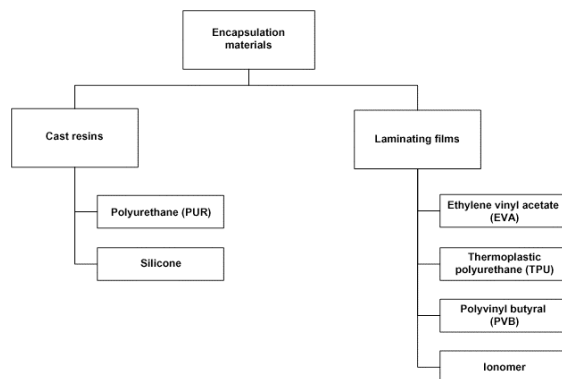 Encapsulation
materials
Cast resins
Polyurethane (PUR)
Silicone
Laminating films
Ethylene vinyl acetate
(EVA)
Thermoplastic
polyurethane (TPU)
Polyvinyl butyral
(PVB)
Ionomer